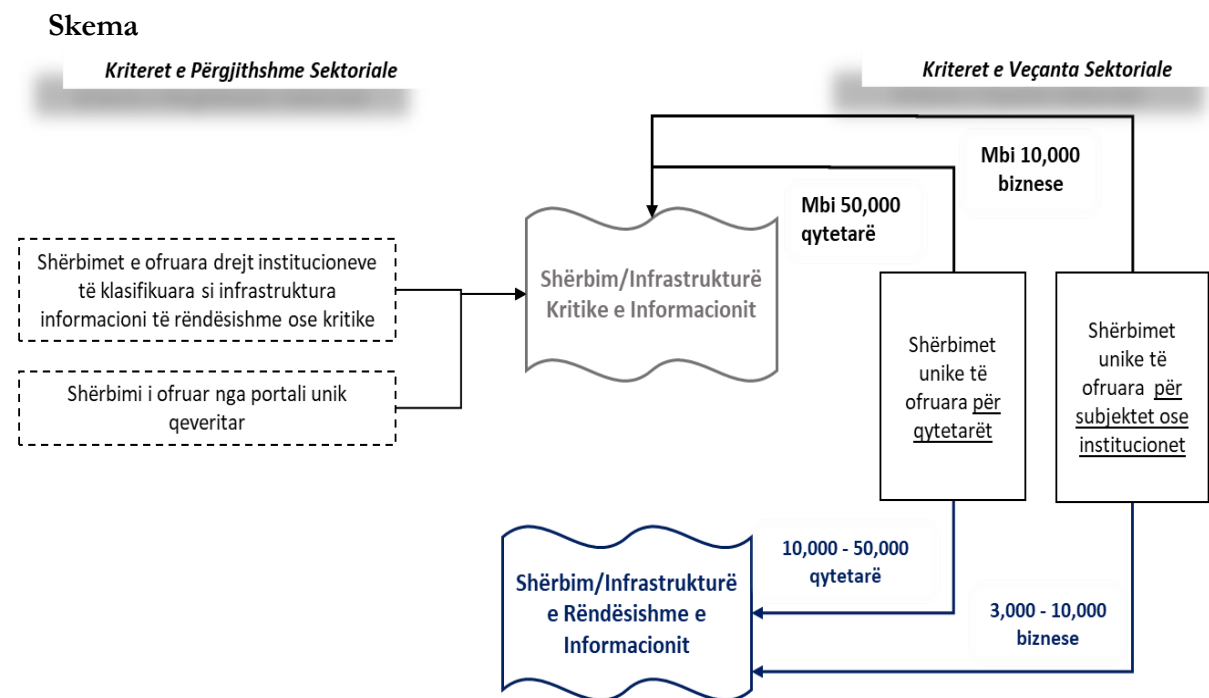 Skema
Kriteret e Përgjithshme Sektoriale
Kriteret e Veçanta Sektoriale
Mbi 10,000
biznese
Mbi 50,000
qytetarë
Shërbimet e ofruara drejt institucioneve
të klasifikuara si infrastruktura
informacioni të rëndësishme ose kritike
Shërbim/Infrastrukturë
Kritike e Informacionit
Shërbimi i ofruar nga portali unik
qeveritar
Shërbimet
unike të
ofruara për
qytetarët
Shërbimet
unike të
ofruara për
subjektet ose
institucionet
Shërbim/Infrastrukturë
e Rëndësishme e
Informacionit
10,000 - 50,000
qytetarë
3,000 - 10,000
biznese